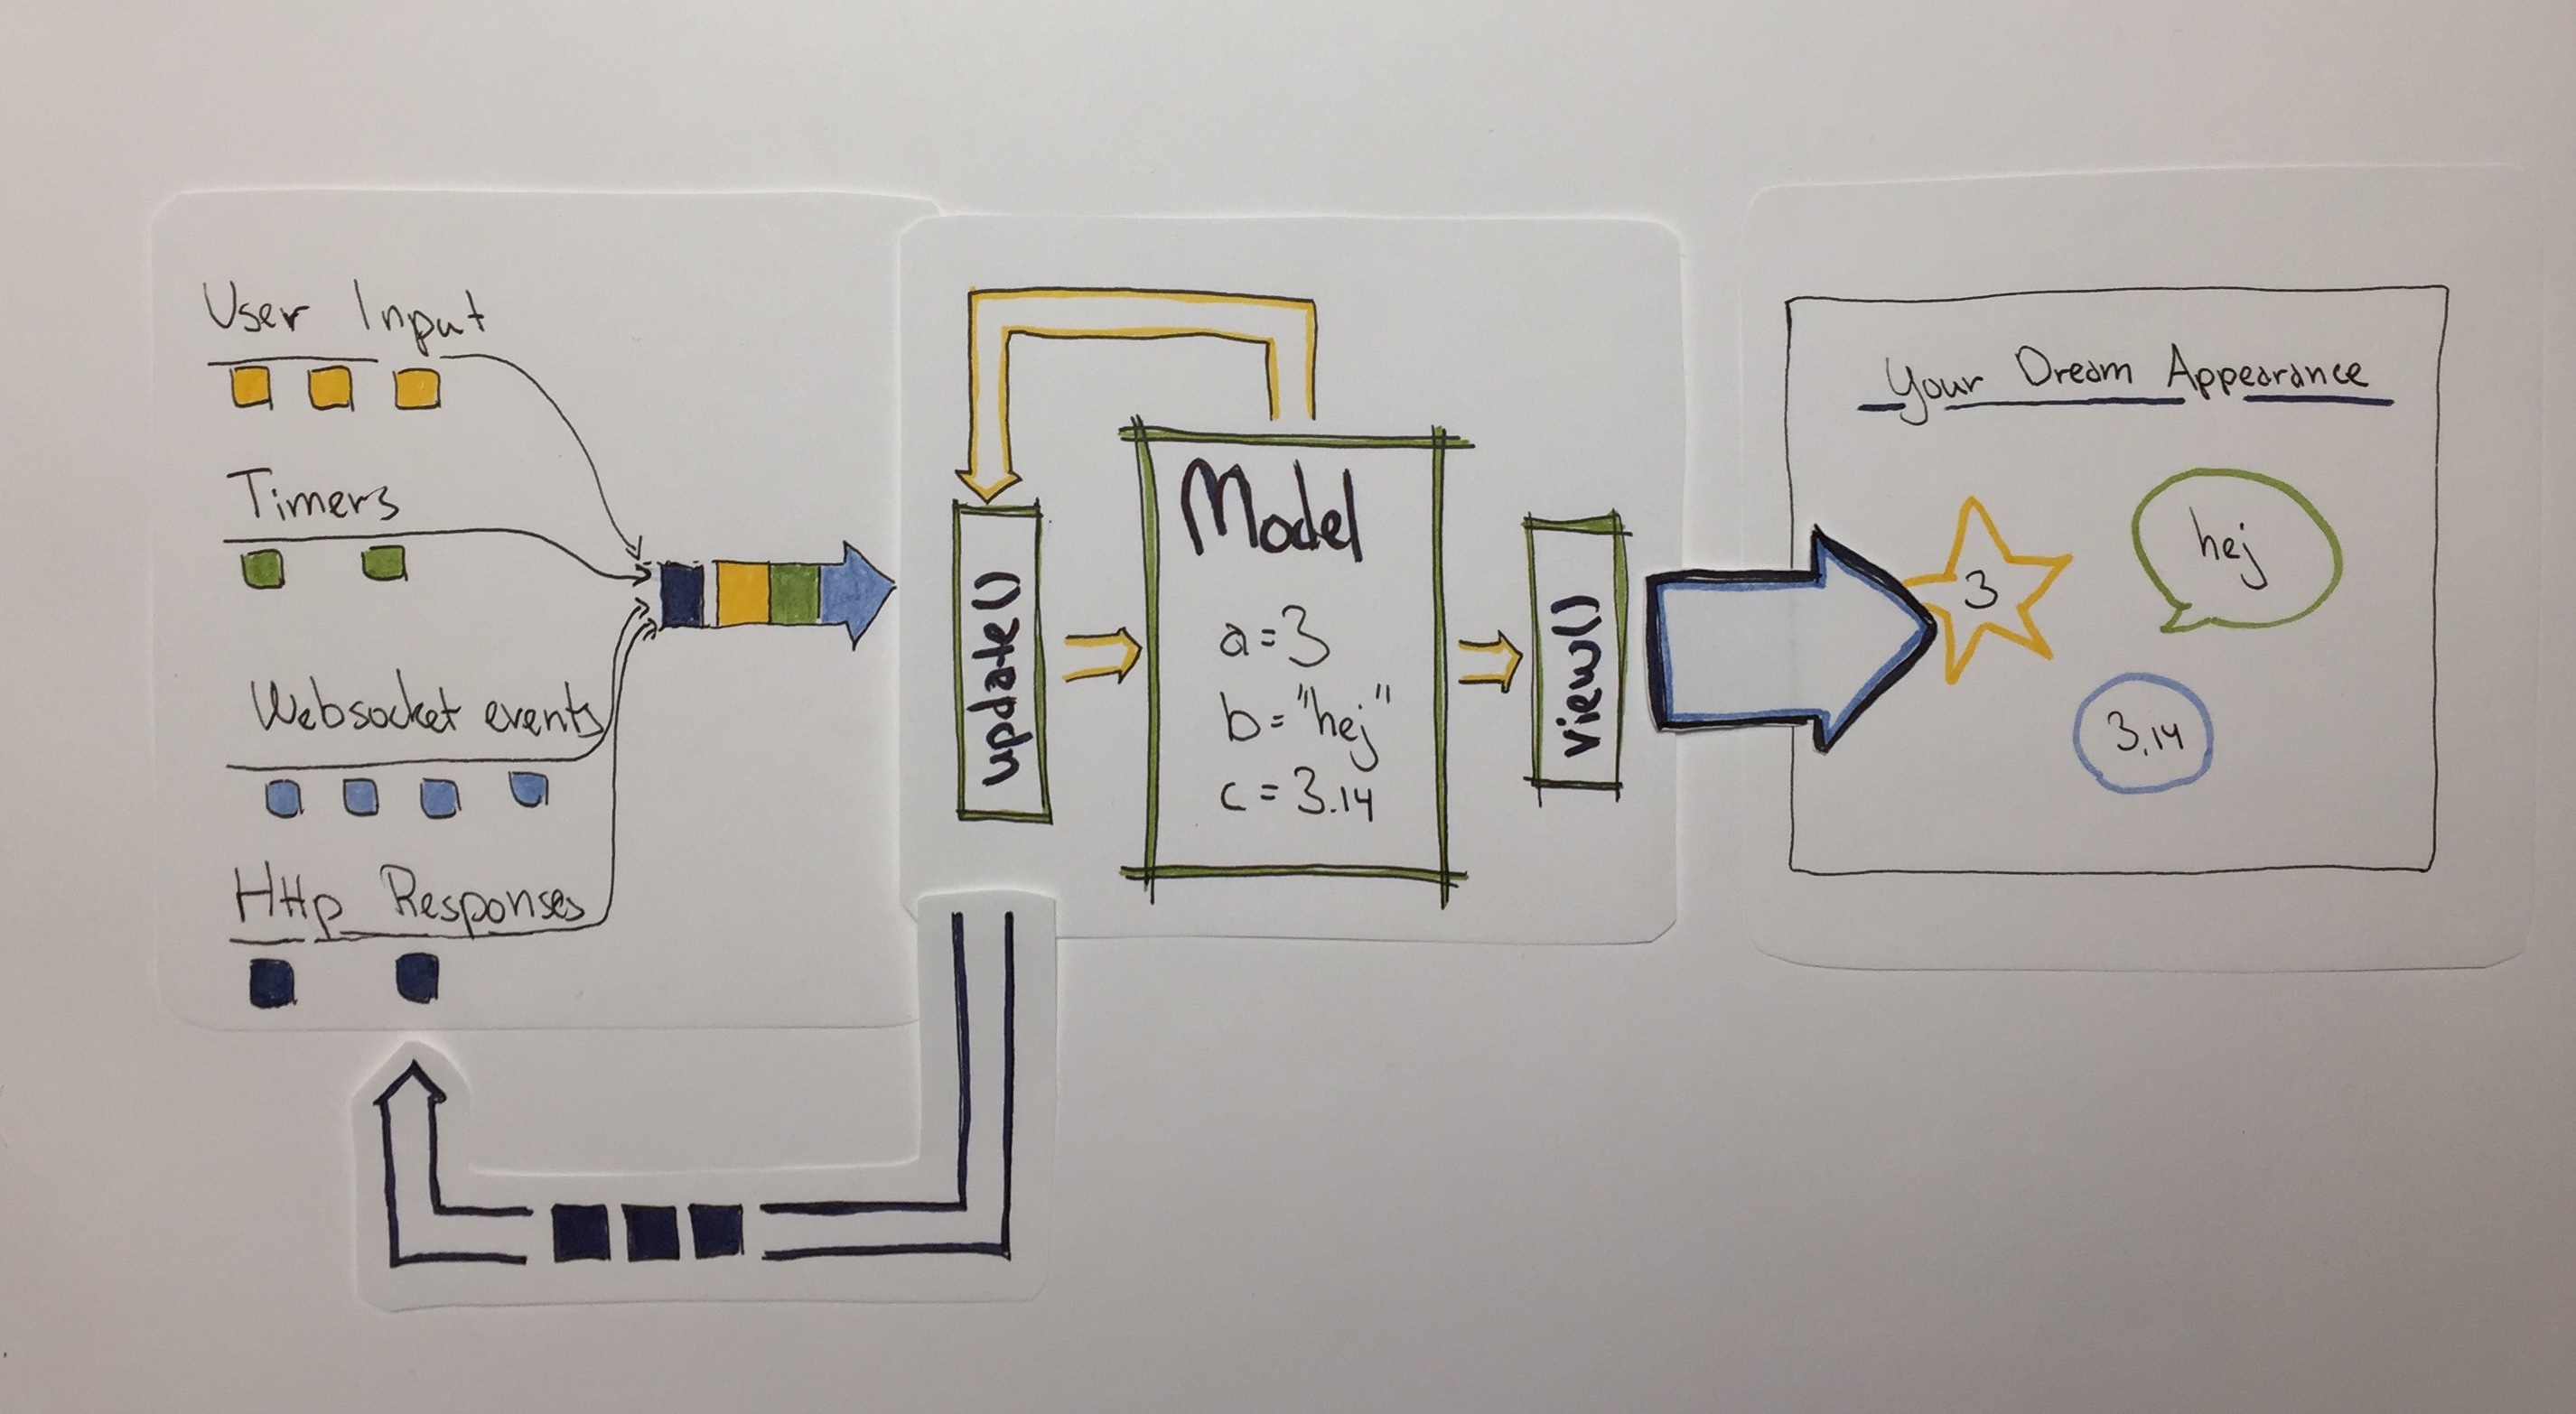 User Input
Timers
Websocket events
Http Responses
update()
Model
a=3
b="hej"
c=3.14
view()
Your Dream Appearance
3
hej
3.14